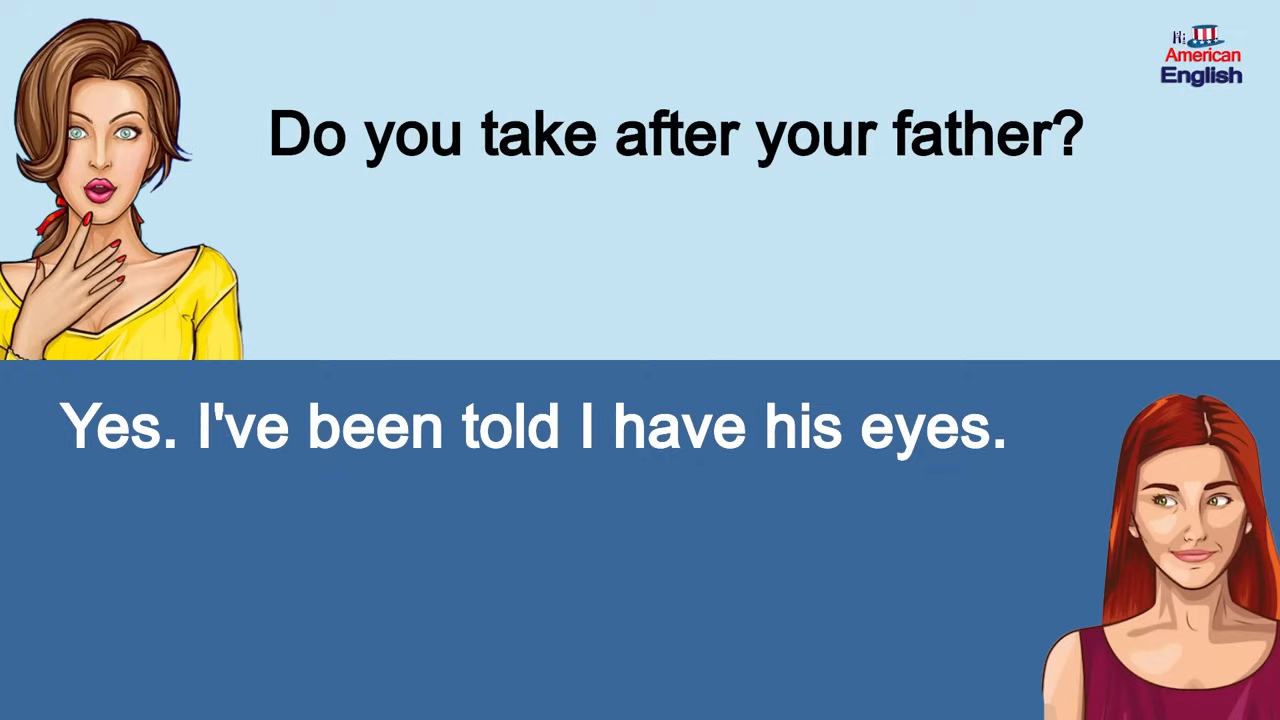 Hi
American
English
Do you take after your father?
Yes. I've been told I have his eyes.